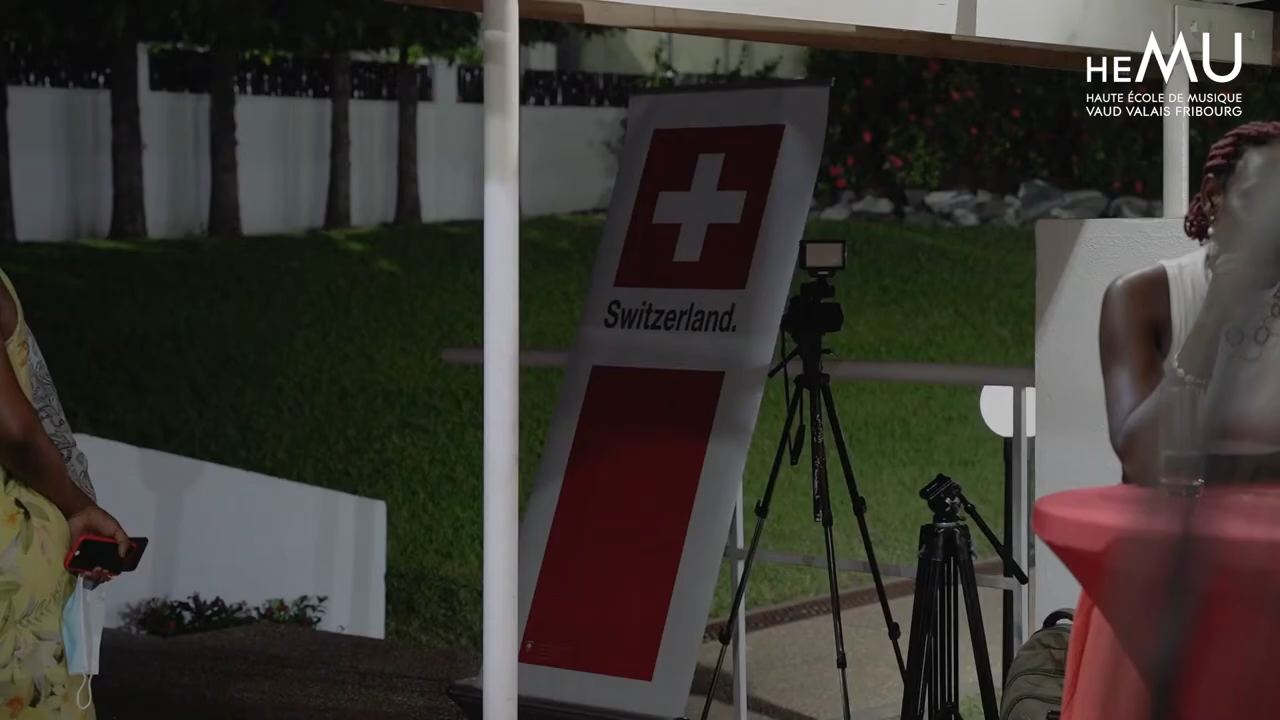 HEMU
HAUTE ÉCOLE DE MUSIQUE
VAUD VALAIS FRIBOURG
Switzerland.